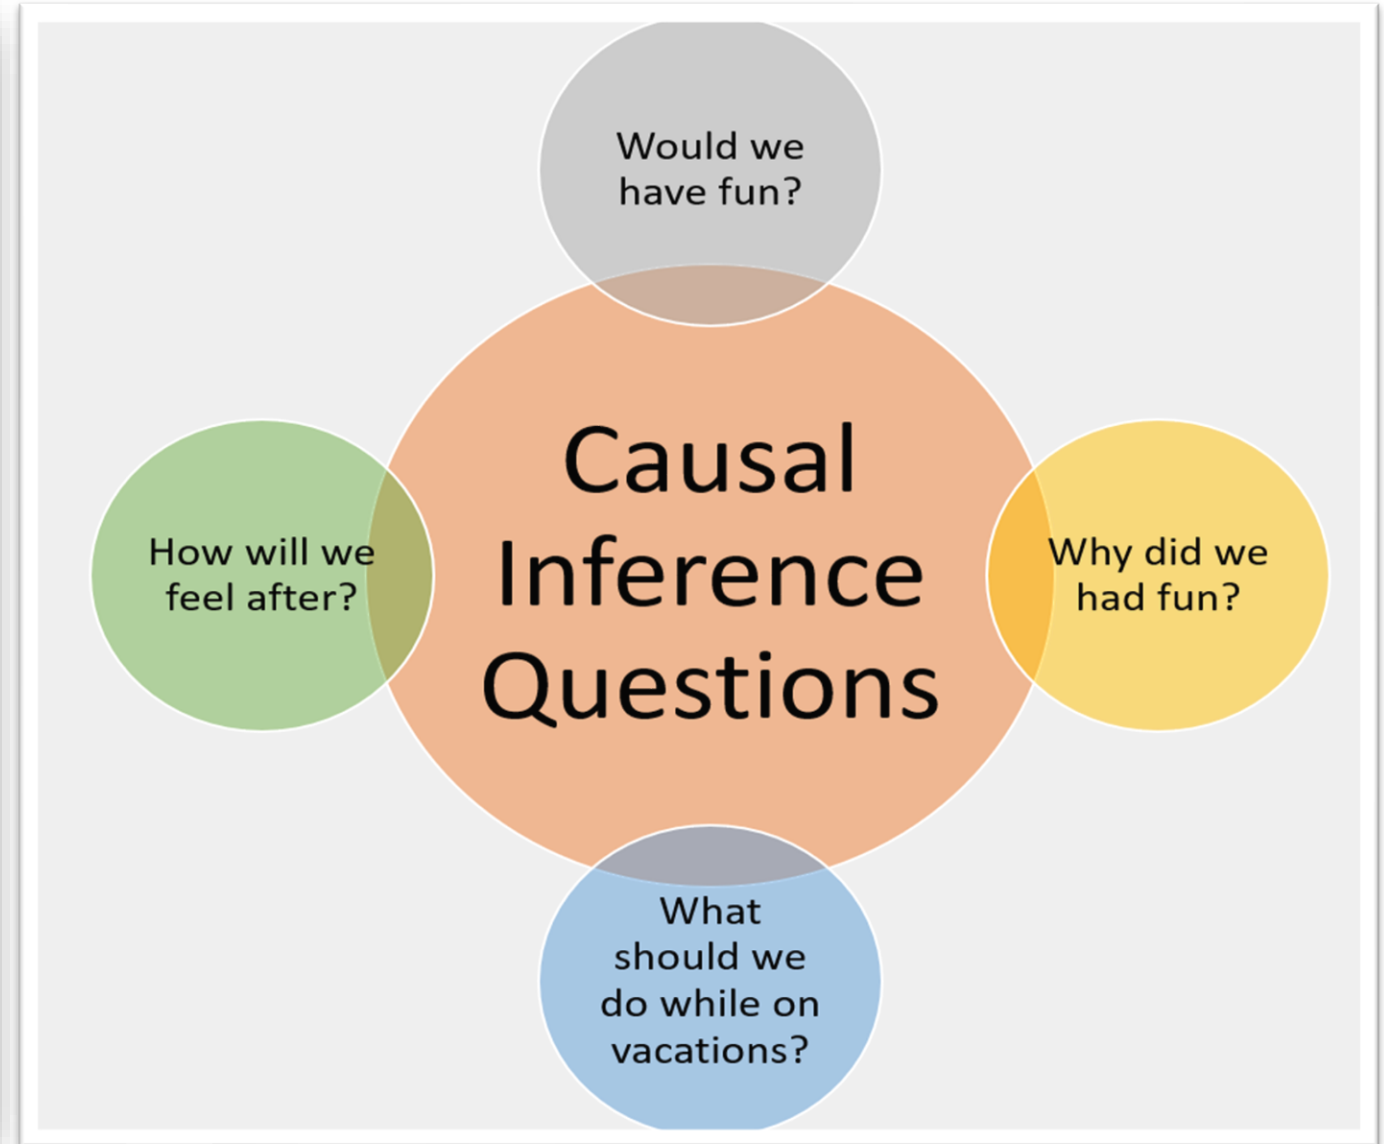 Would we
have fun?
Causal
Inference
Questions
How will we
feel after?
Why did we
had fun?
What
should we
do while on
vacations?